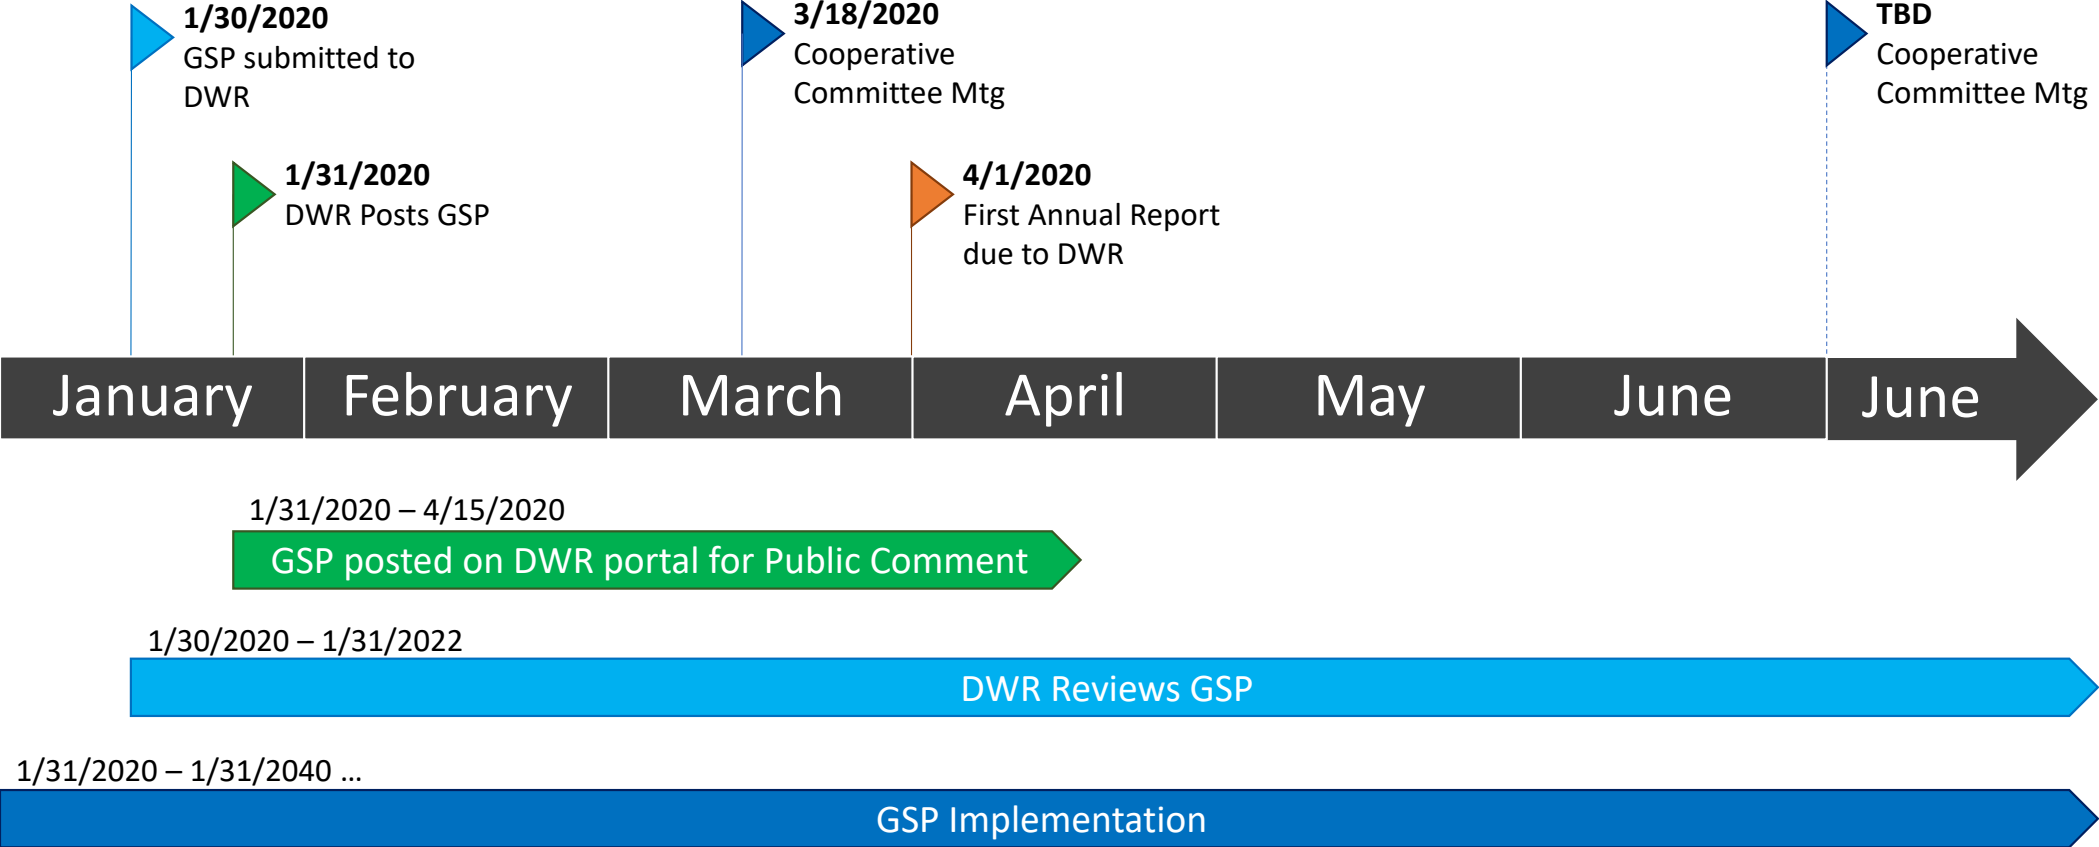 1/30/2020
GSP submitted to
DWR
3/18/2020
Cooperative
Committee Mtg
TBD
Cooperative
Committee Mtg
1/31/2020
DWR Posts GSP
4/1/2020
First Annual Report
due to DWR
January February March April May June June
1/31/2020 – 4/15/2020
GSP posted on DWR portal for Public Comment
1/30/2020 – 1/31/2022
DWR Reviews GSP
1/31/2020 – 1/31/2040 ...
GSP Implementation